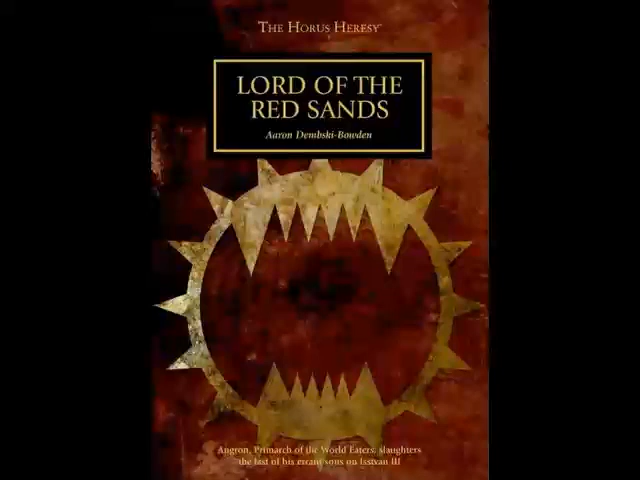 THE HORUS HERESY
LORD OF THE
RED SANDS
Aaron Dembski-Bowden
Angron, Primarch of the World Eaters, slaughters
the last of his errant sons on Isstvan III